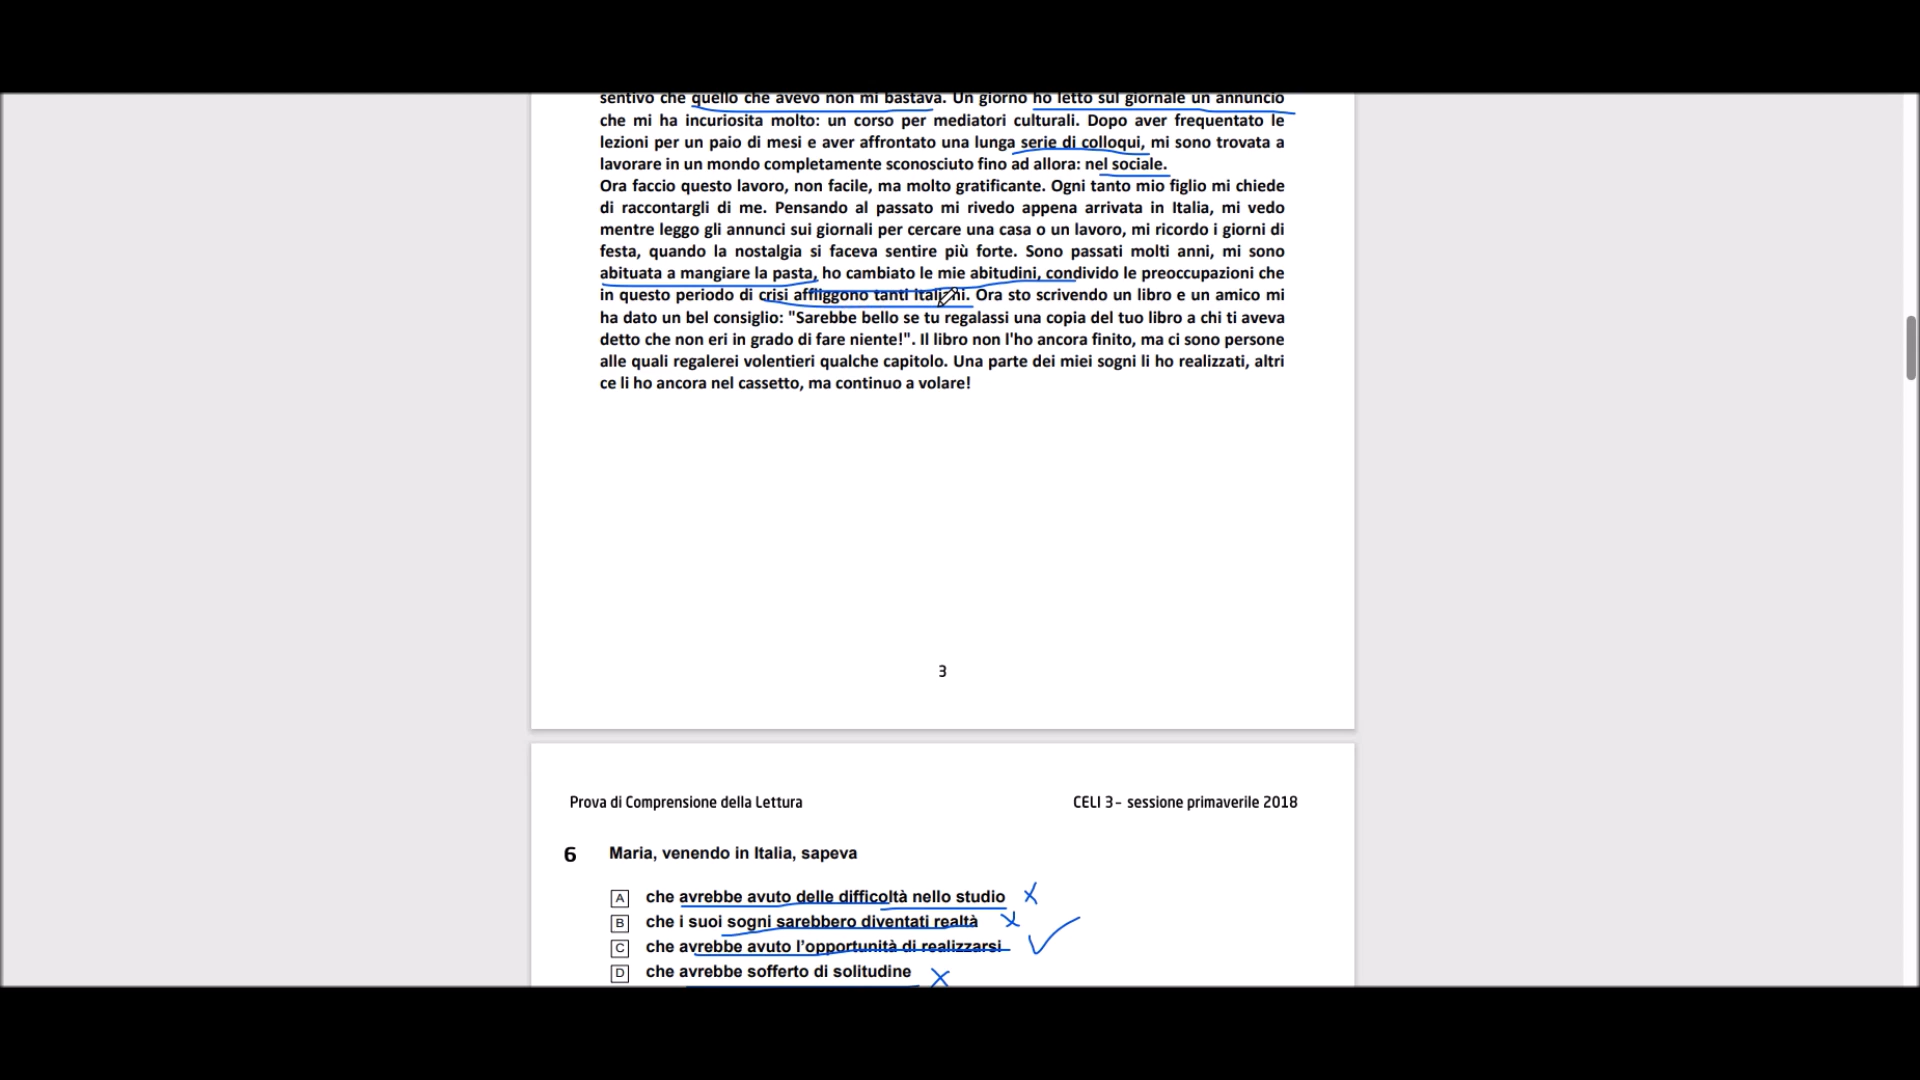 sentivo che quello che avevo non mi bastava. Un giorno ho letto sul giornale un annuncio
che mi ha incuriosita molto: un corso per mediatori culturali. Dopo aver frequentato le
lezioni per un paio di mesi e aver affrontato una lunga serie di colloqui, mi sono trovata a
lavorare in un mondo completamente sconosciuto fino ad allora: nel sociale.
Ora faccio questo lavoro, non facile, ma molto gratificante. Ogni tanto mio figlio mi chiede
di raccontargli di me. Pensando al passato mi rivedo appena arrivata in Italia, mi vedo
mentre leggo gli annunci sui giornali per cercare una casa o un lavoro, mi ricordo i giorni di
festa, quando la nostalgia si faceva sentire più forte. Sono passati molti anni, mi sono
abituata a mangiare la pasta, ho cambiato le mie abitudini, condivido le preoccupazioni che
in questo periodo di crisi affliggono tanti italiani. Ora sto scrivendo un libro e un amico mi
ha dato un bel consiglio: "Sarebbe bello se tu regalassi una copia del tuo libro a chi ti aveva
detto che non eri in grado di fare niente!". Il libro non l'ho ancora finito, ma ci sono persone
alle quali regalerei volentieri qualche capitolo. Una parte dei miei sogni li ho realizzati, altri
ce li ho ancora nel cassetto, ma continuo a volare!
3
Prova di Comprensione della Lettura CELI 3- sessione primaverile 2018
6 Maria, venendo in Italia, sapeva
A che avrebbe avuto delle difficoltà nello studio
B che i suoi sogni sarebbero diventati realtà
C che avrebbe avuto l’opportunità di realizzarsi
D che avrebbe sofferto di solitudine